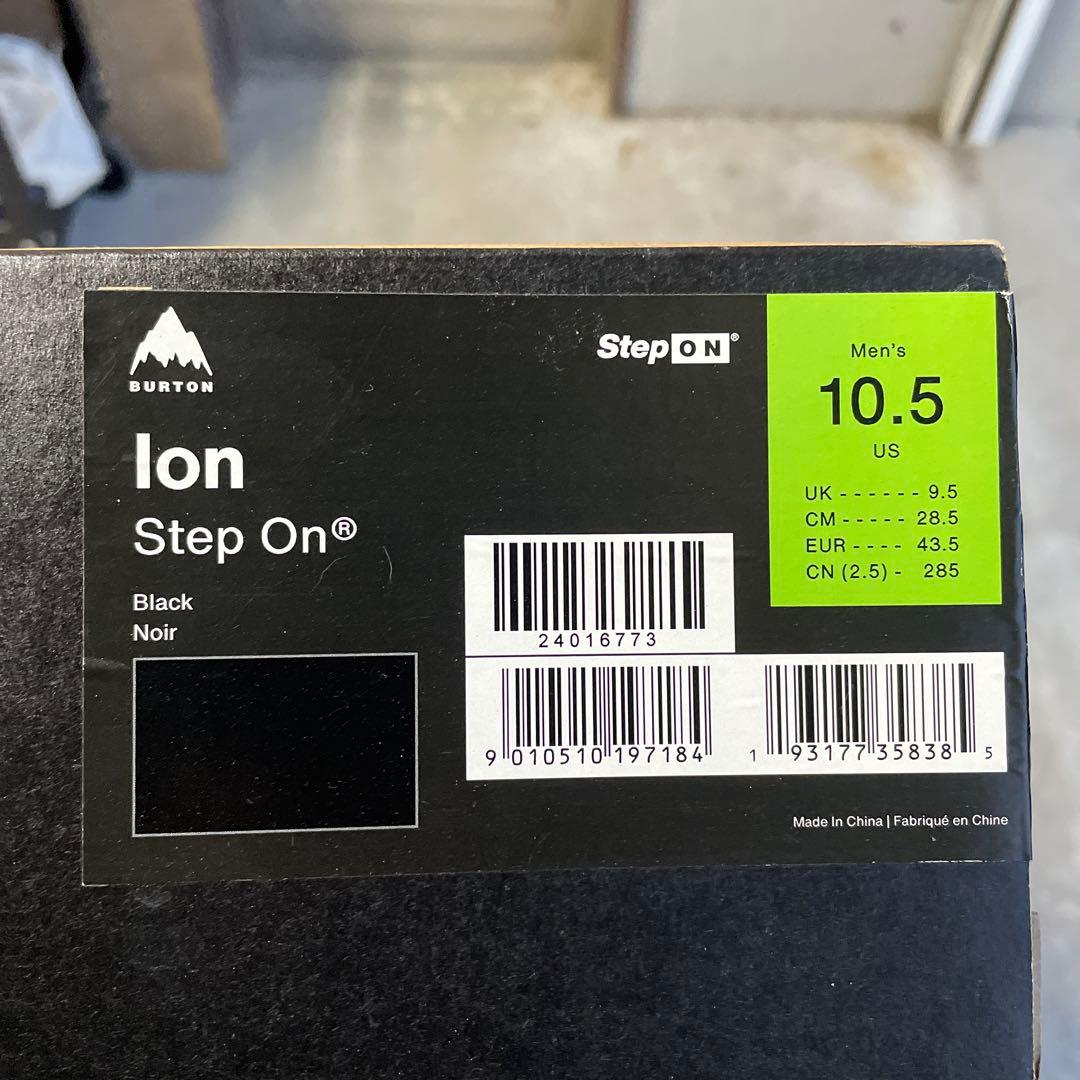 BURTON
Ion
Step On®
Black
Noir
StepON®
Men's
10.5
US
UK - - - - - - 9.5
CM - - - - - 28.5
EUR - - - - 43.5
CN (2.5) - 285
24016773
9 010510 197184
1 93177 35838 5
Made In China | Fabriqué en Chine